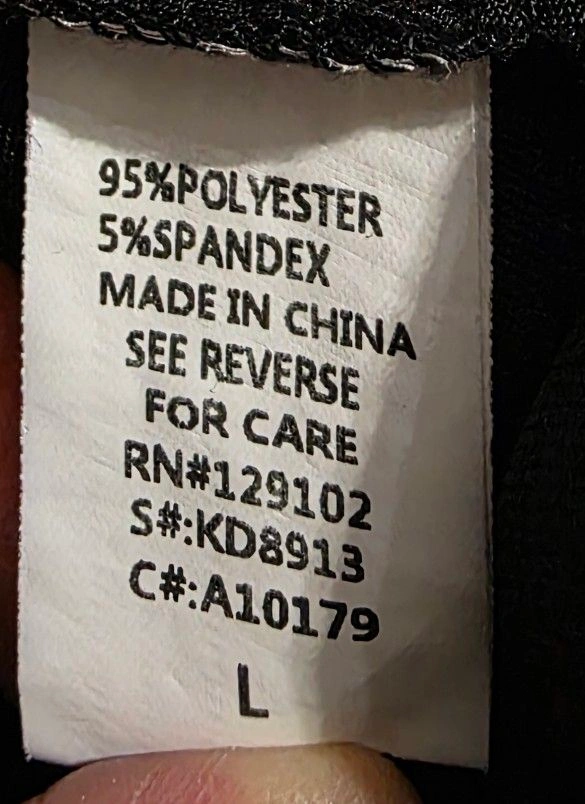 95%POLYESTER
5%SPANDEX
MADE IN CHINA
SEE REVERSE
FOR CARE
RN#129102
S#:KD8913
C#:A10179
L